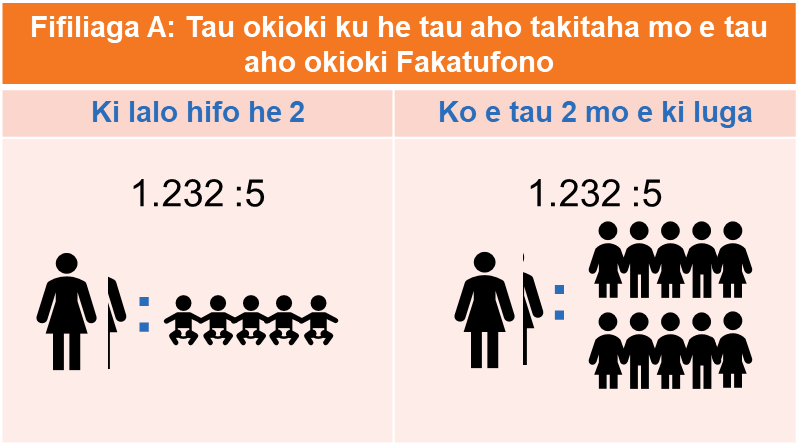 Fifiliaga A: Tau okioki ku he tau aho takitaha mo e tau
aho okioki Fakatufono
Ki lalo hifo he 2
Ko e tau 2 mo e ki luga
1.232 :5
1.232 :5
:
: